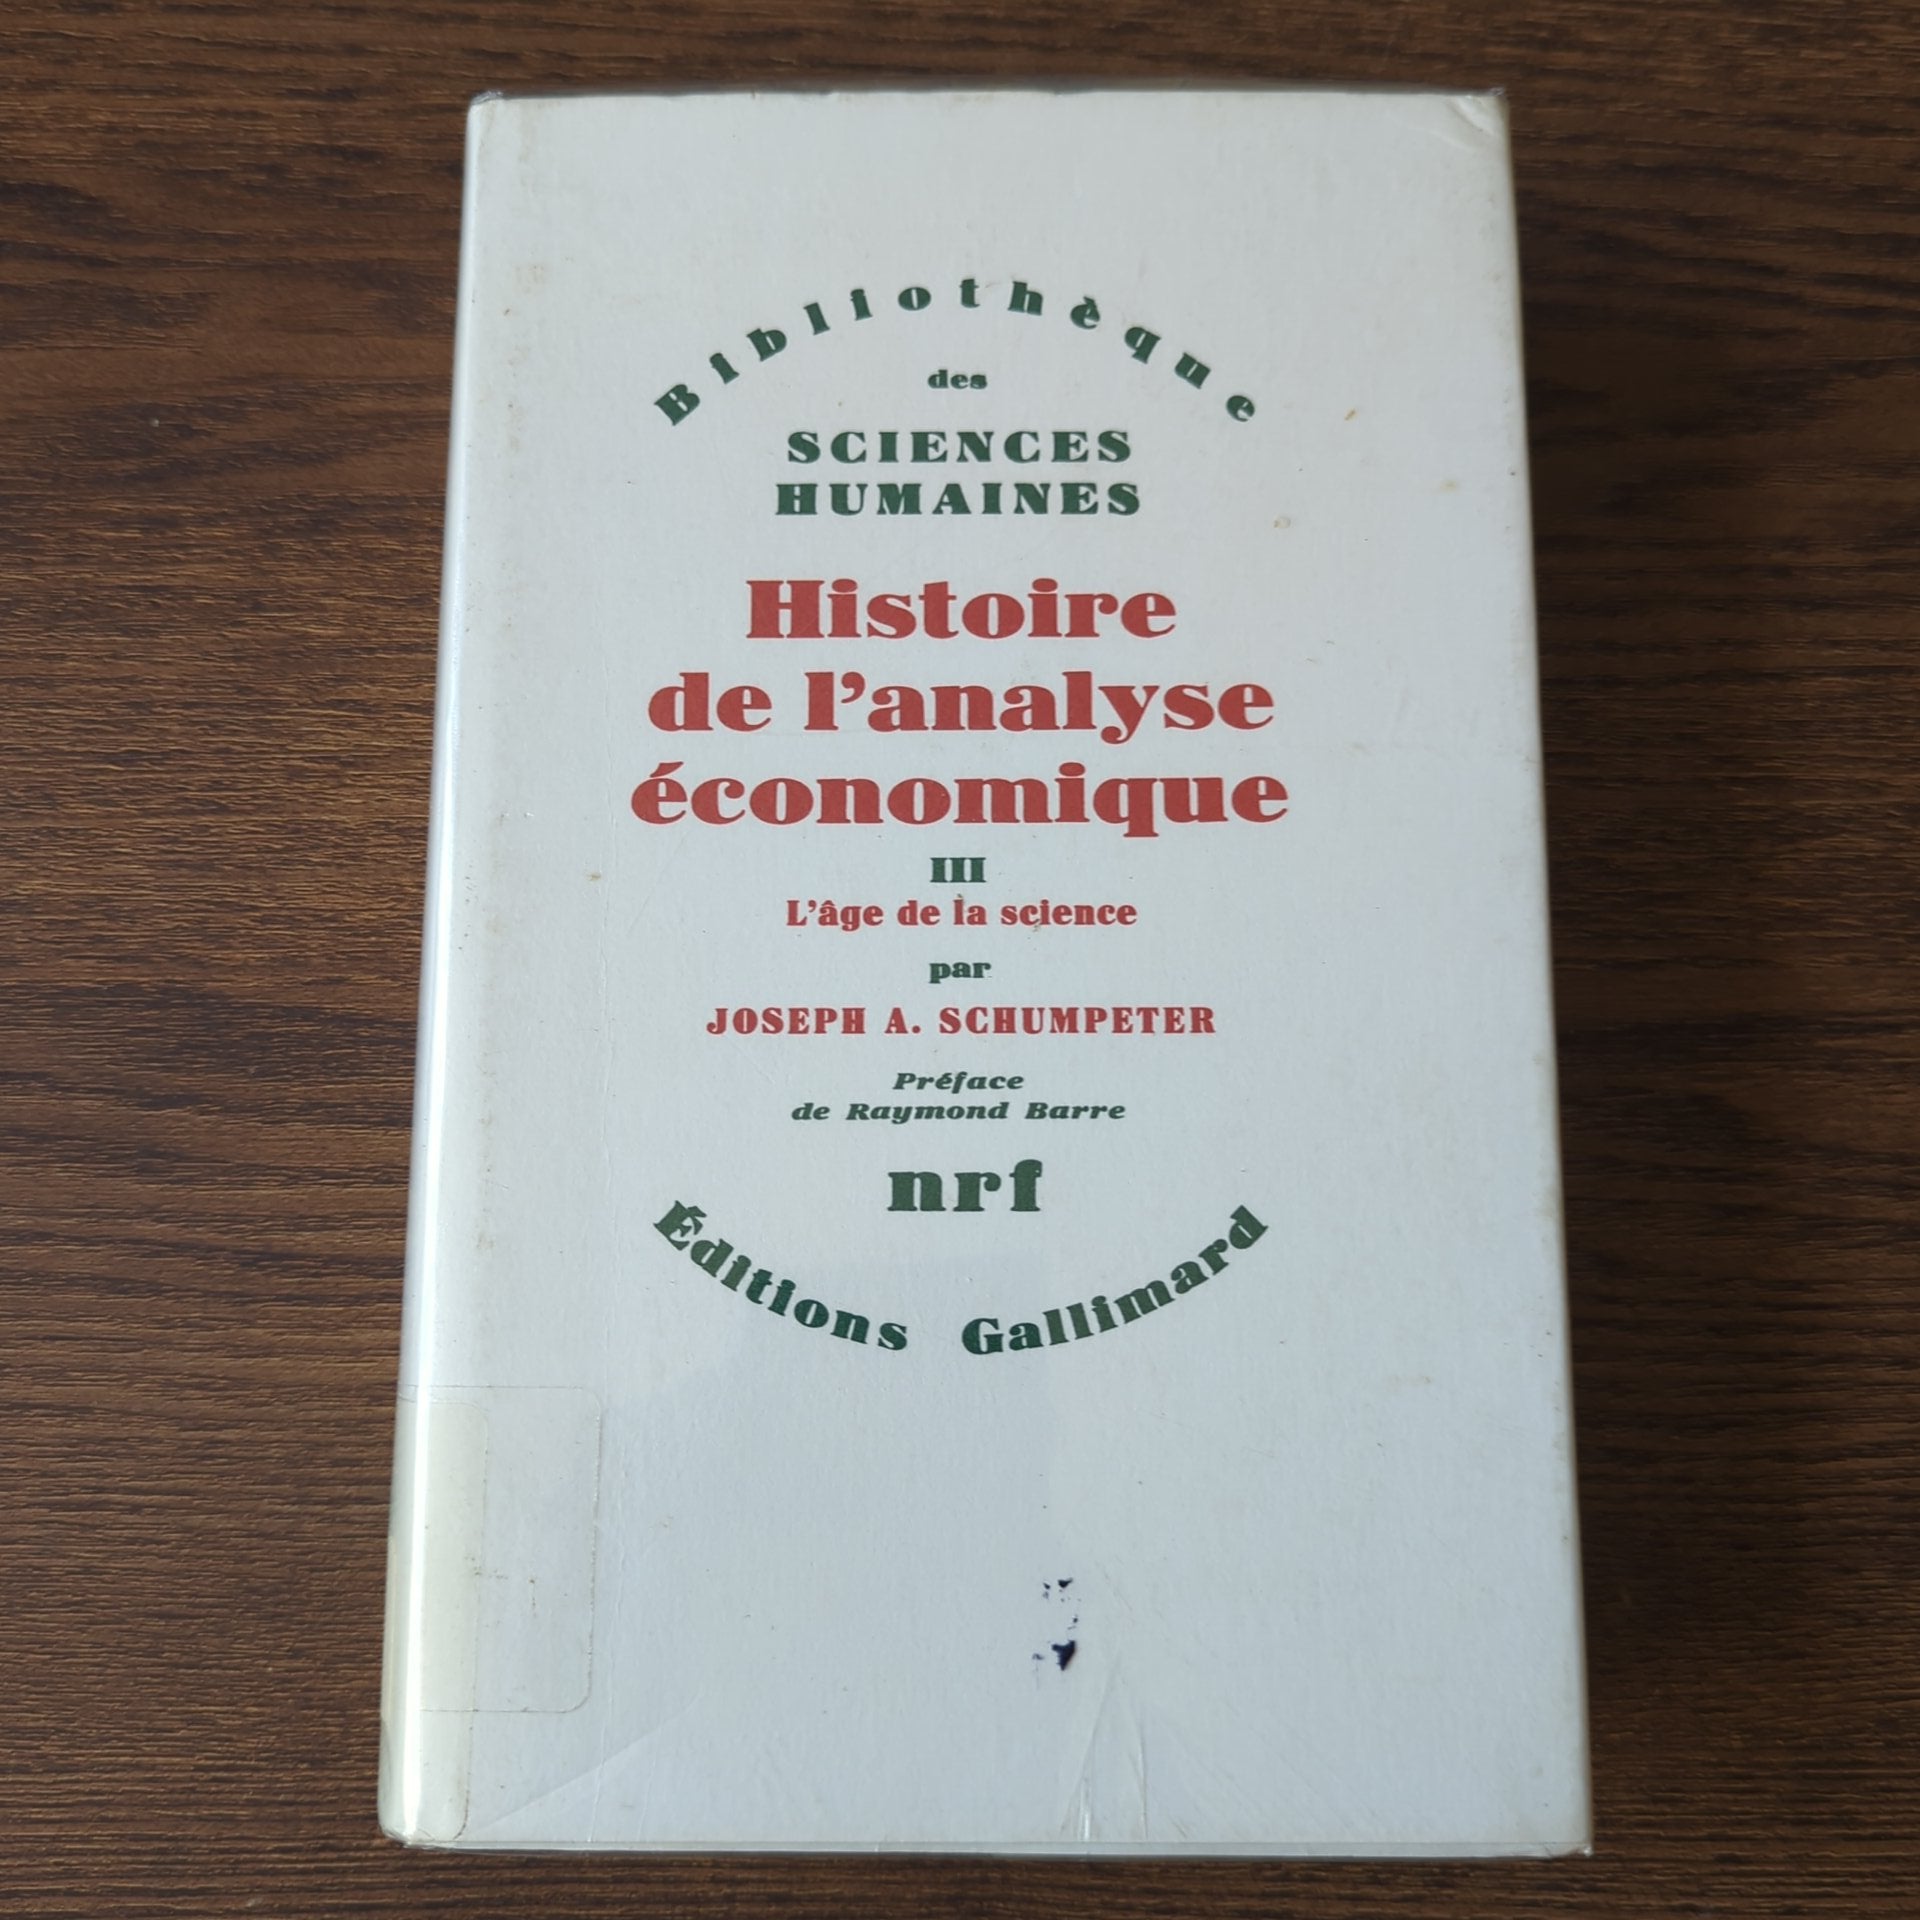 Bibliothèque
des
SCIENCES
HUMAINES
Histoire
de l'analyse
économique
III
L'âge de la science
par
JOSEPH A. SCHUMPETER
Préface
de Raymond Barre
nrf
Éditions Gallimard